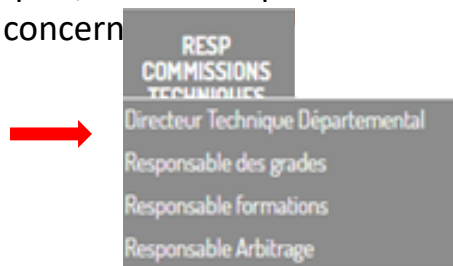 concern
RESP
COMMISSIONS
TECHNIQUES
Directeur Technique Départemental
Responsable des grades
Responsable formations
Responsable Arbitrage